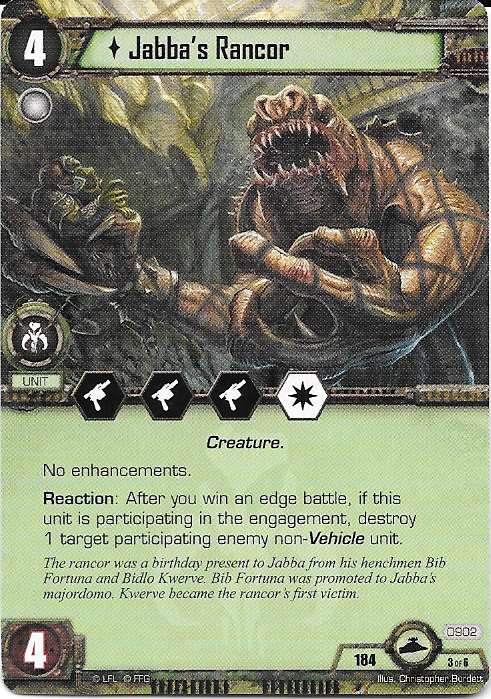 4
Jabba's Rancor
UNIT
Creature.
No enhancements.
Reaction: After you win an edge battle, if this
unit is participating in the engagement, destroy
1 target participating enemy non-Vehicle unit.
The rancor was a birthday present to Jabba from his henchmen Bib
Fortuna and Bidlo Kwerve. Bib Fortuna was promoted to Jabba's
majordomo. Kwerve became the rancor's first victim.
4
© LFL © FFG
184
0902
3 OF 6
Illus. Christopher Burdett